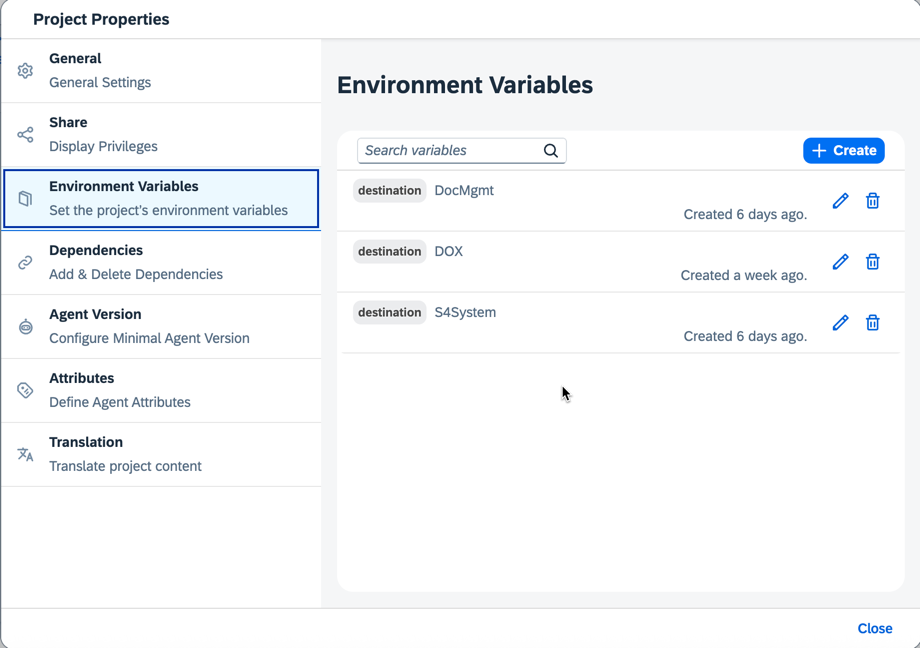 Project Properties
General
General Settings
Share
Display Privileges
Environment Variables
Set the project's environment variables
Dependencies
Add & Delete Dependencies
Agent Version
Configure Minimal Agent Version
Attributes
Define Agent Attributes
Translation
Translate project content
Environment Variables
Search variables
Create
destination DocMgmt
Created 6 days ago.
destination DOX
Created a week ago.
destination S4System
Created 6 days ago.
Close